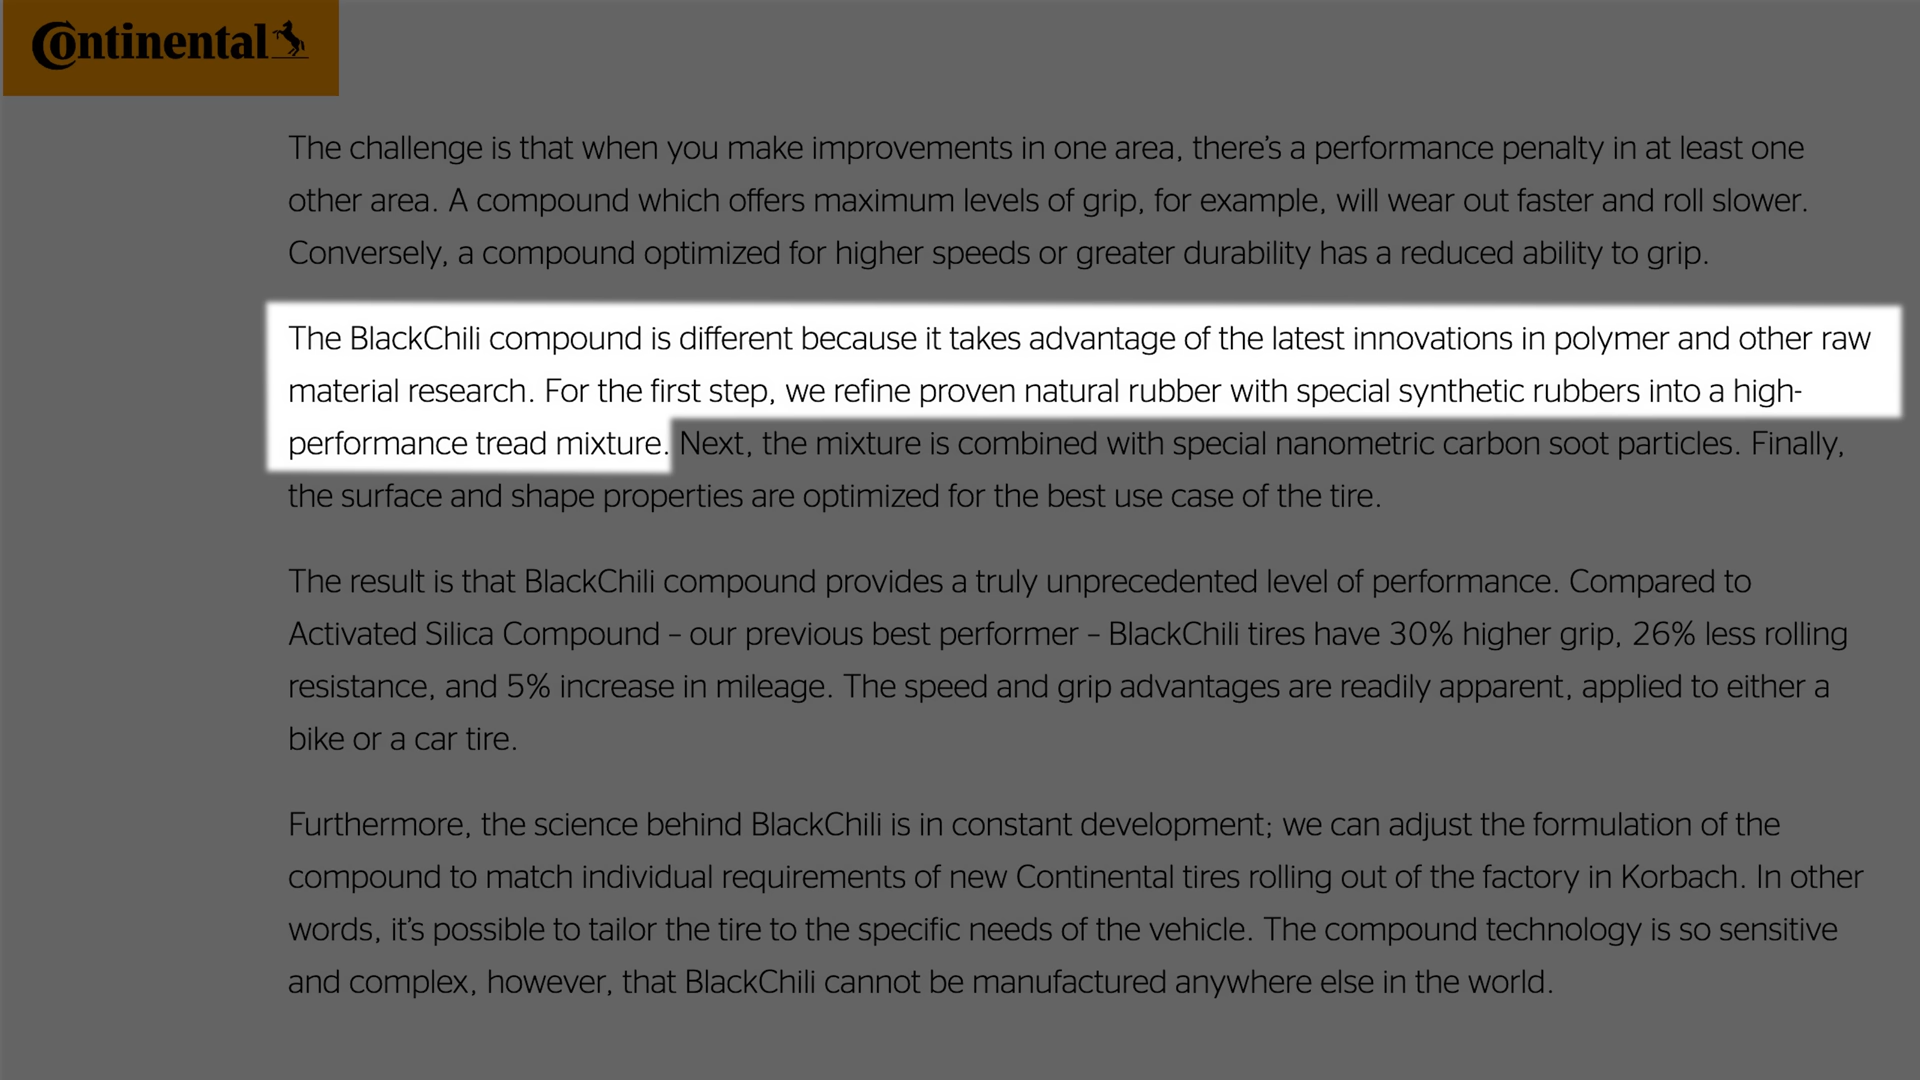 Continental
The challenge is that when you make improvements in one area, there’s a performance penalty in at least one
other area. A compound which offers maximum levels of grip, for example, will wear out faster and roll slower.
Conversely, a compound optimized for higher speeds or greater durability has a reduced ability to grip.
The BlackChili compound is different because it takes advantage of the latest innovations in polymer and other raw
material research. For the first step, we refine proven natural rubber with special synthetic rubbers into a high-
performance tread mixture. Next, the mixture is combined with special nanometric carbon soot particles. Finally,
the surface and shape properties are optimized for the best use case of the tire.
The result is that BlackChili compound provides a truly unprecedented level of performance. Compared to
Activated Silica Compound – our previous best performer – BlackChili tires have 30% higher grip, 26% less rolling
resistance, and 5% increase in mileage. The speed and grip advantages are readily apparent, applied to either a
bike or a car tire.
Furthermore, the science behind BlackChili is in constant development; we can adjust the formulation of the
compound to match individual requirements of new Continental tires rolling out of the factory in Korbach. In other
words, it’s possible to tailor the tire to the specific needs of the vehicle. The compound technology is so sensitive
and complex, however, that BlackChili cannot be manufactured anywhere else in the world.